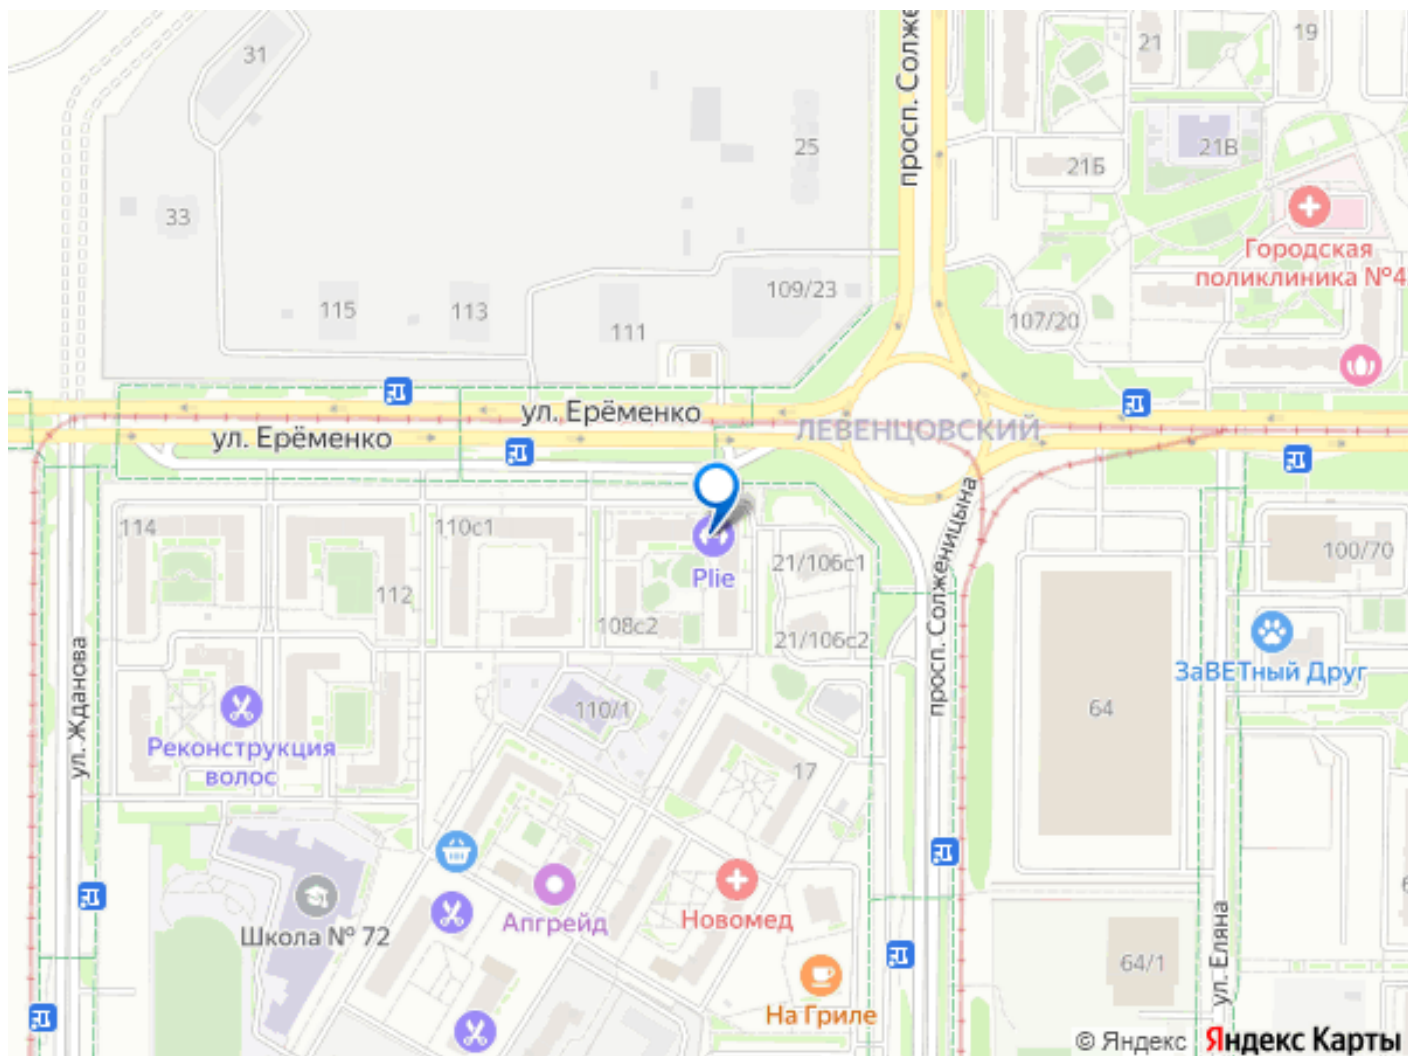 31
просп. Солже
21
19
25
21В
21Б
33
Городская
поликлиника №4
109/23
115
113
111
107/20
ул. Ерёменко
ул. Ерёменко
ЛЕВЕНЦОВСКИЙ
114
110с1
112
Plie
108с2
21/106с1
21/106с2
просп. Солженицына
100/70
ЗаВЕТный Друг
ул. Жданова
Реконструкция
волос
110/1
17
64
Школа № 72
Апгрейд
Новомед
На Гриле
64/1
ул. Еляна
6
© Яндекс Яндекс Карты